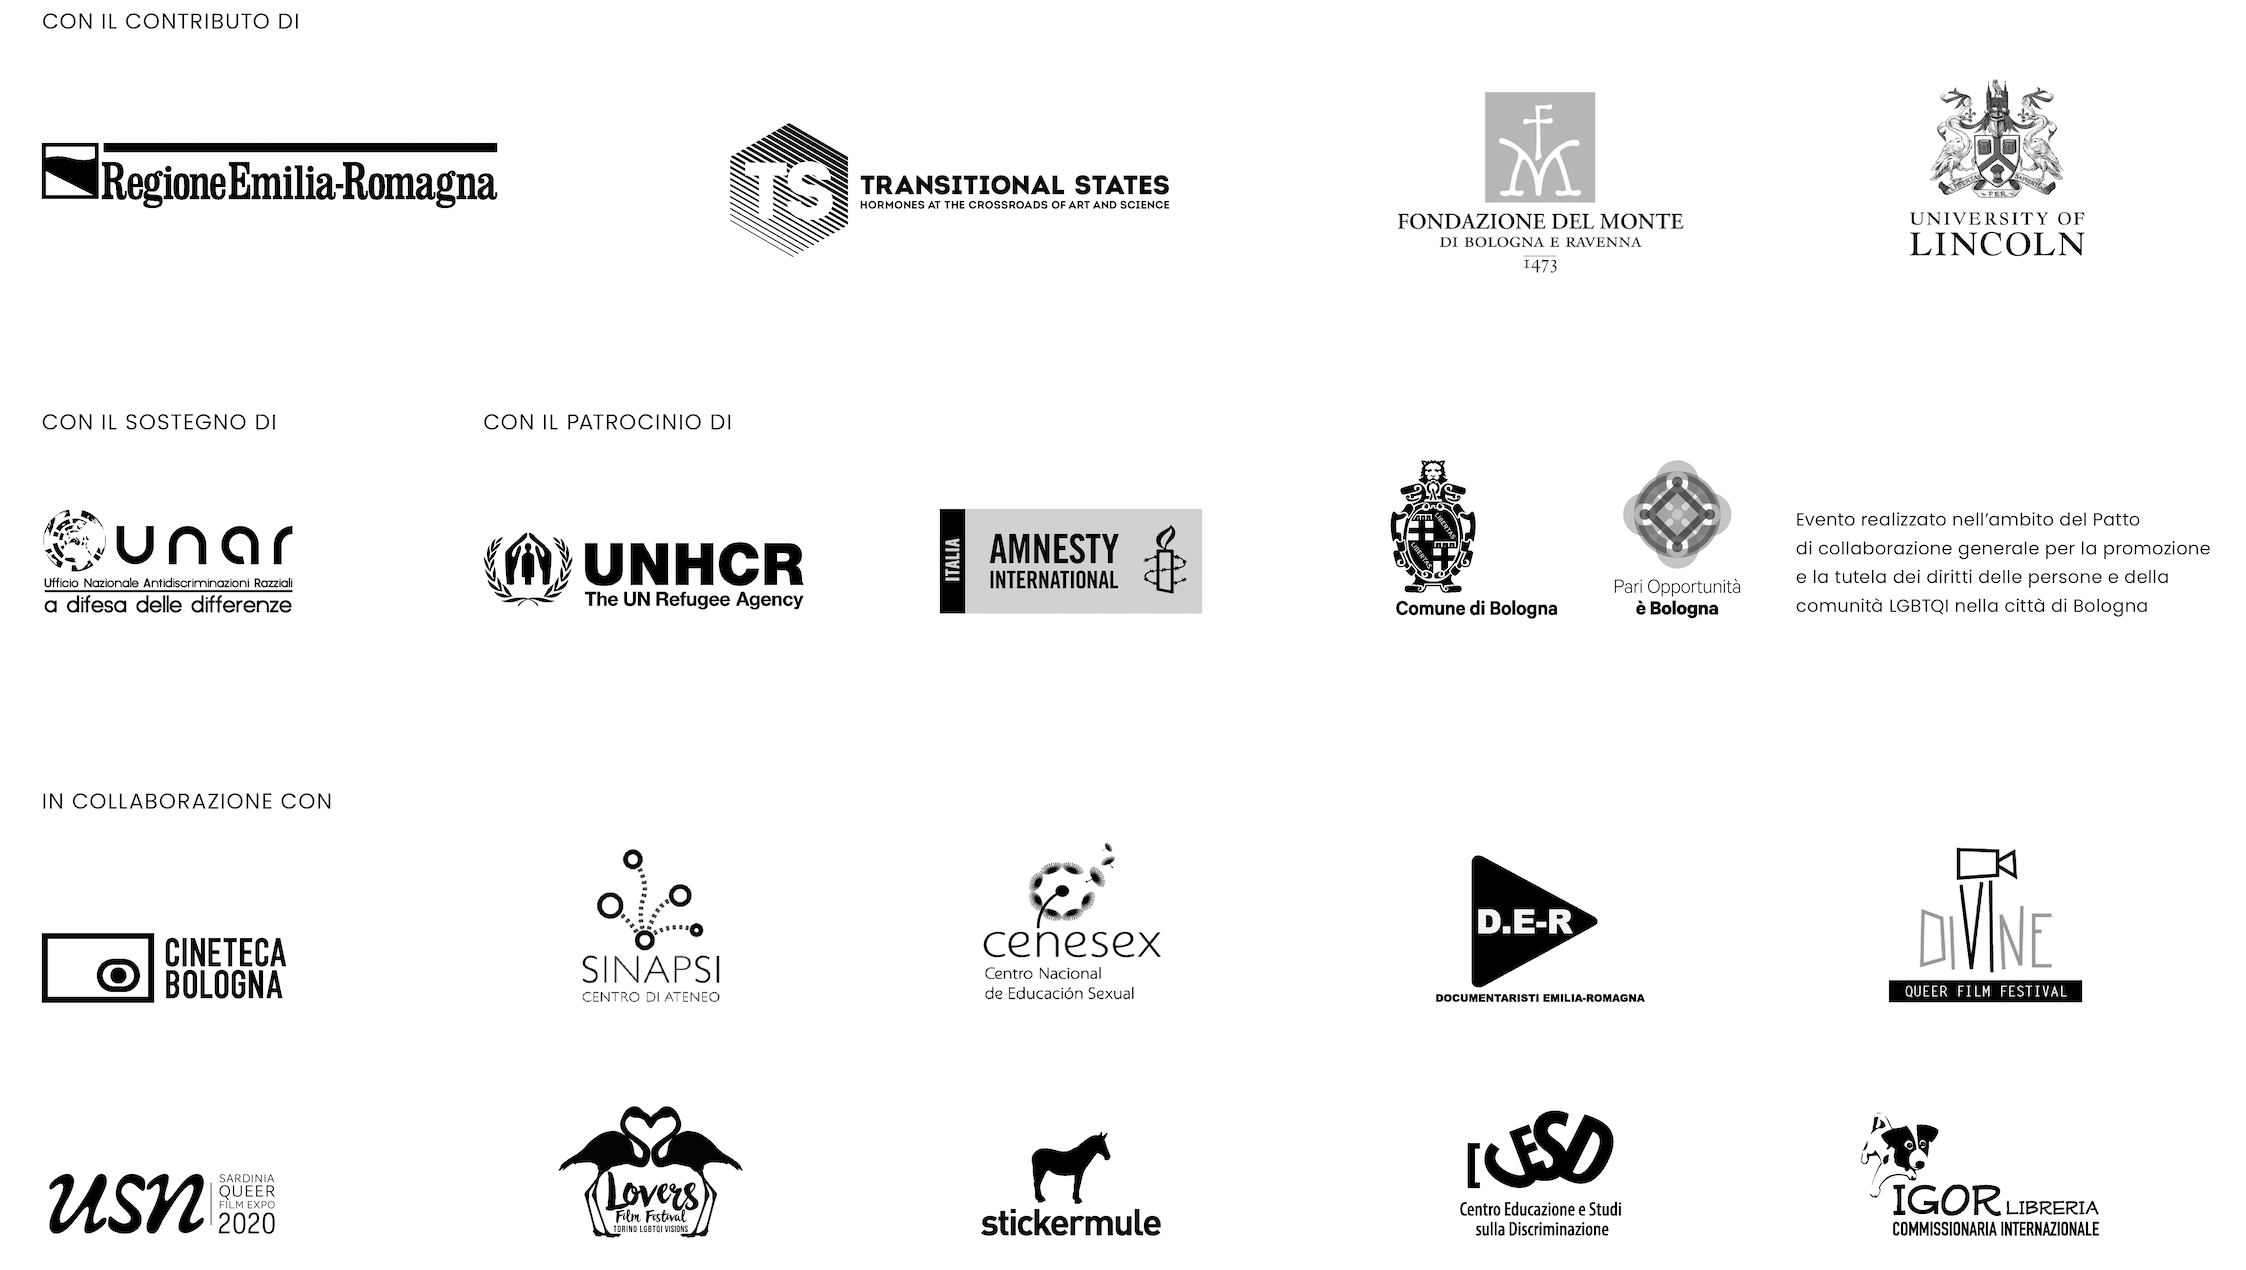 CON IL CONTRIBUTO DI
RegioneEmilia-Romagna
TS
TRANSITIONAL STATES
HORMONES AT THE CROSSROADS OF ART AND SCIENCE
FM
FONDAZIONE DEL MONTE
DI BOLOGNA E RAVENNA
1473
LIBERTAS SAPIENTIA
PER
UNIVERSITY OF
LINCOLN
CON IL SOSTEGNO DI
unar
Ufficio Nazionale Antidiscriminazioni Razziali
a difesa delle differenze
CON IL PATROCINIO DI
UNHCR
The UN Refugee Agency
ITALIA
AMNESTY
INTERNATIONAL
LIBERTAS
LIBERTAS
Comune di Bologna
Pari Opportunità
è Bologna
Evento realizzato nell'ambito del Patto
di collaborazione generale per la promozione
e la tutela dei diritti delle persone e della
comunità LGBTQI nella città di Bologna
IN COLLABORAZIONE CON
CINETECA
BOLOGNA
SINAPSI
CENTRO DI ATENEO
cenesex
Centro Nacional
de Educación Sexual
D.E-R
DOCUMENTARISTI EMILIA-ROMAGNA
DIVINE
QUEER FILM FESTIVAL
usn
SARDINIA
QUEER
FILM EXPO
2020
Lovers
Film Festival
TORINO LGBTQI VISIONS
stickermule
[CESD
Centro Educazione e Studi
sulla Discriminazione
IGOR LIBRERIA
COMMISSIONARIA INTERNAZIONALE